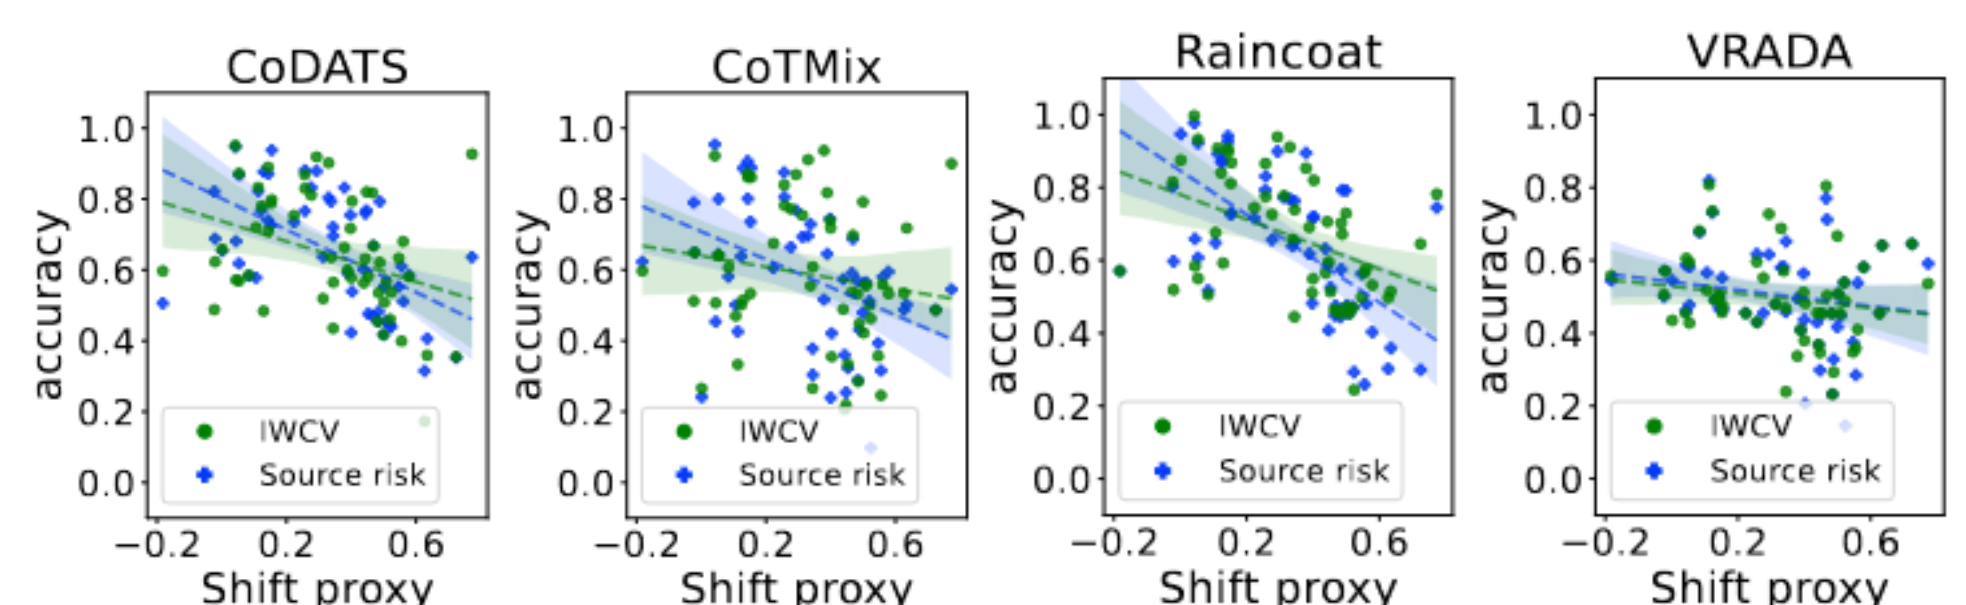 CoDATS
accuracy
1.0
0.8
0.6
0.4
0.2
0.0
IWCV
Source risk
−0.2 0.2 0.6
Shift proxy
CoTMix
accuracy
1.0
0.8
0.6
0.4
0.2
0.0
IWCV
Source risk
−0.2 0.2 0.6
Shift proxy
Raincoat
accuracy
1.0
0.8
0.6
0.4
0.2
0.0
IWCV
Source risk
−0.2 0.2 0.6
Shift proxy
VRADA
accuracy
1.0
0.8
0.6
0.4
0.2
0.0
IWCV
Source risk
−0.2 0.2 0.6
Shift proxy